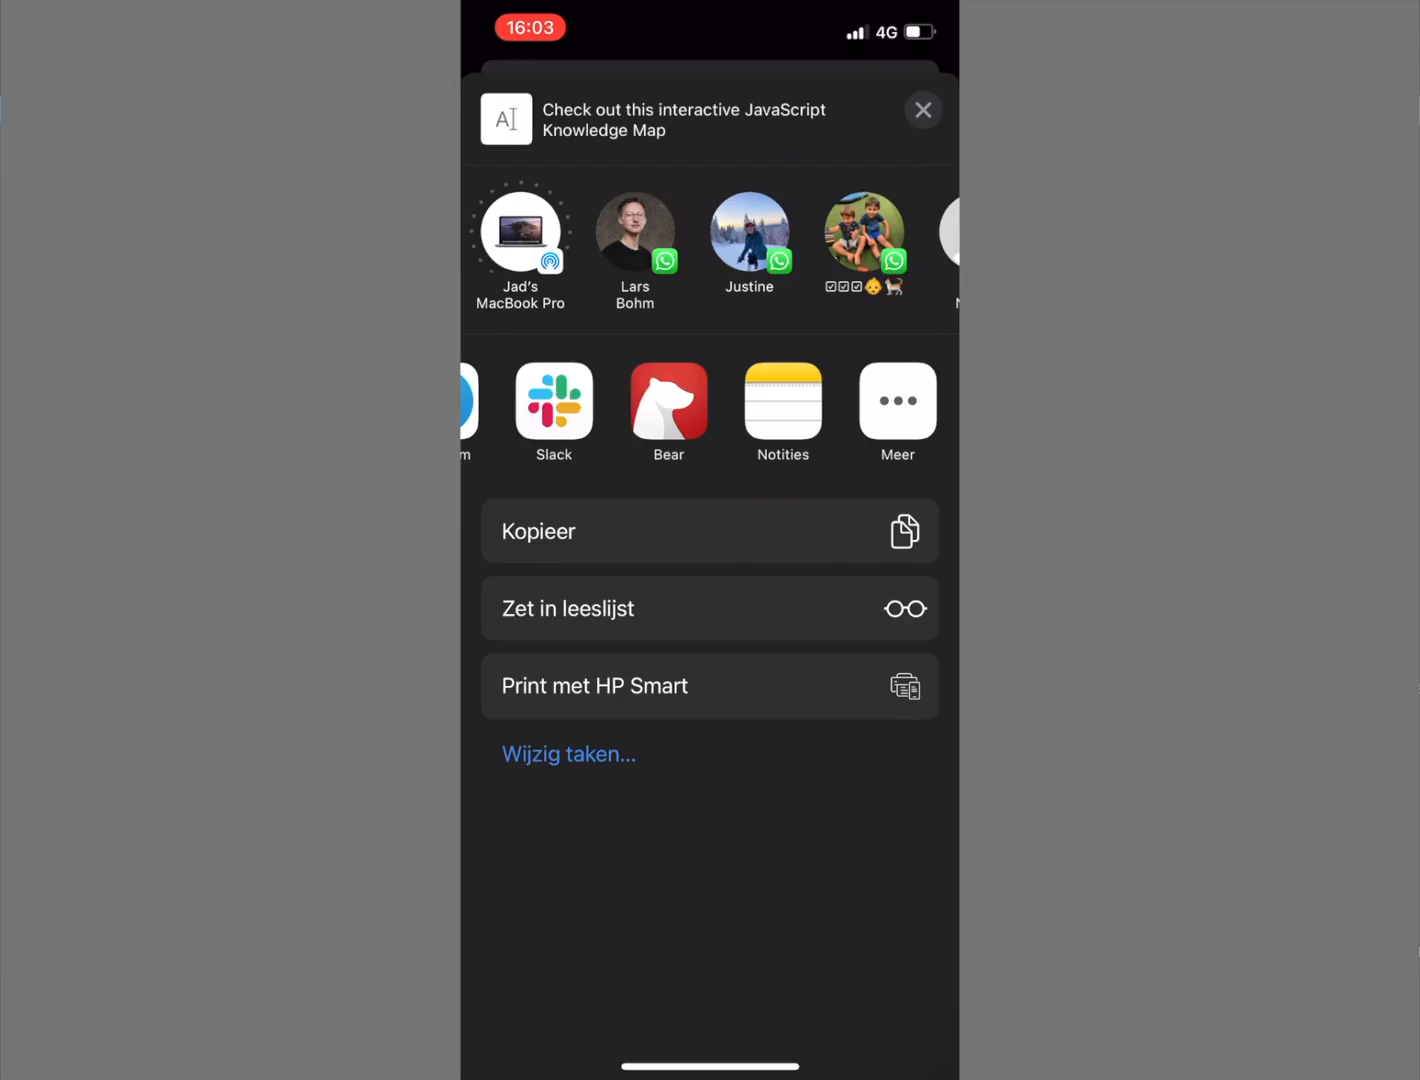 16:03
4G
AI
Check out this interactive JavaScript
Knowledge Map
Jad's
MacBook Pro
Lars
Bohm
Justine
☑☑☑👶🐈
m
Slack
Bear
Notities
Meer
Kopieer
Zet in leeslijst
Print met HP Smart
Wijzig taken...